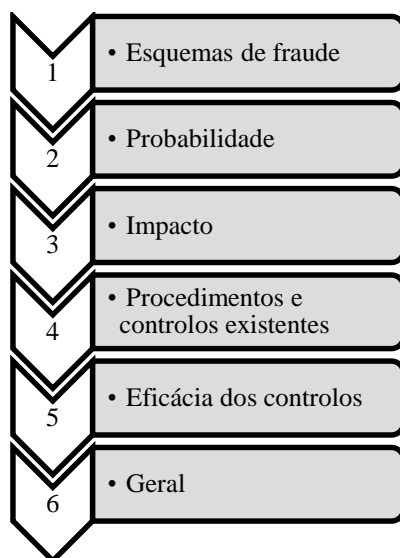 1
• Esquemas de fraude
2
• Probabilidade
3
• Impacto
4
• Procedimentos e
controlos existentes
5
• Eficácia dos controlos
6
• Geral